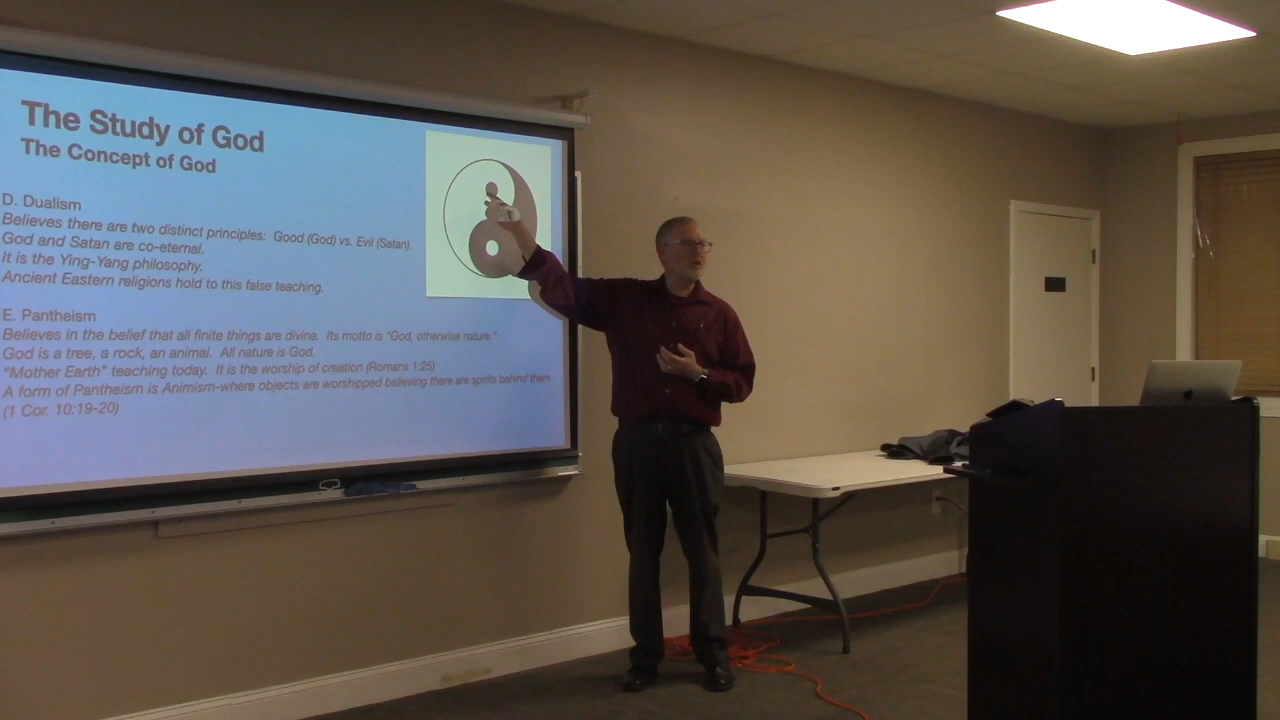 The Study of God
The Concept of God
D. Dualism
Believes there are two distinct principles:  Good (God) vs. Evil (Satan).
God and Satan are co-eternal.
It is the Ying-Yang philosophy.
Ancient Eastern religions hold to this false teaching.
E. Pantheism
Believes in the belief that all finite things are divine.  Its motto is "God, otherwise nature."
God is a tree, a rock, an animal.  All nature is God.
"Mother Earth" teaching today.  It is the worship of creation (Romans 1:25)
A form of Pantheism is Animism-where objects are worshipped believing there are spirits behind them
(1 Cor. 10:19-20)